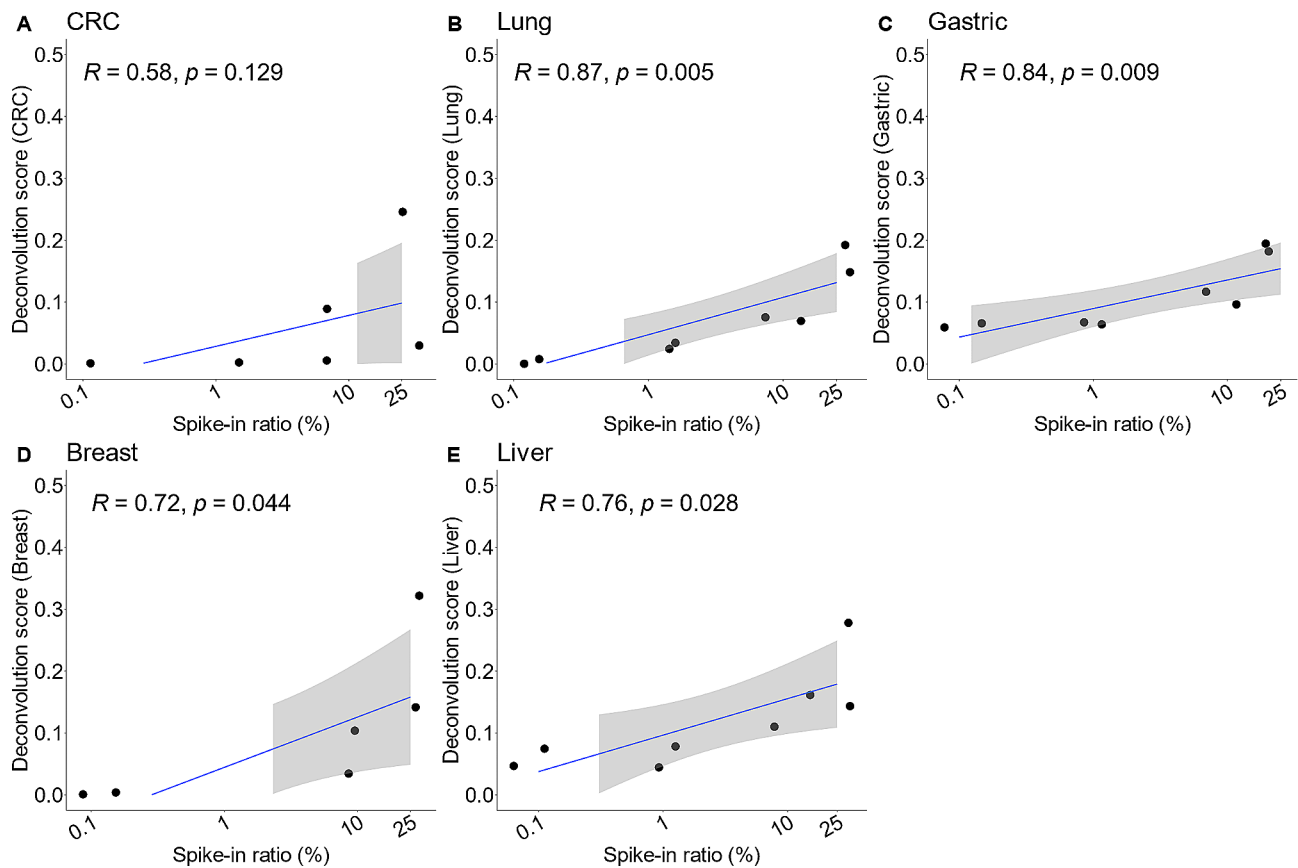 A CRC
R = 0.58, p = 0.129
Deconvolution score (CRC)
0.5
0.4
0.3
0.2
0.1
0.0
0.1 1 10 25
Spike-in ratio (%)
B Lung
R = 0.87, p = 0.005
Deconvolution score (Lung)
0.5
0.4
0.3
0.2
0.1
0.0
0.1 1 10 25
Spike-in ratio (%)
C Gastric
R = 0.84, p = 0.009
Deconvolution score (Gastric)
0.5
0.4
0.3
0.2
0.1
0.0
0.1 1 10 25
Spike-in ratio (%)
D Breast
R = 0.72, p = 0.044
Deconvolution score (Breast)
0.5
0.4
0.3
0.2
0.1
0.0
0.1 1 10 25
Spike-in ratio (%)
E Liver
R = 0.76, p = 0.028
Deconvolution score (Liver)
0.5
0.4
0.3
0.2
0.1
0.0
0.1 1 10 25
Spike-in ratio (%)